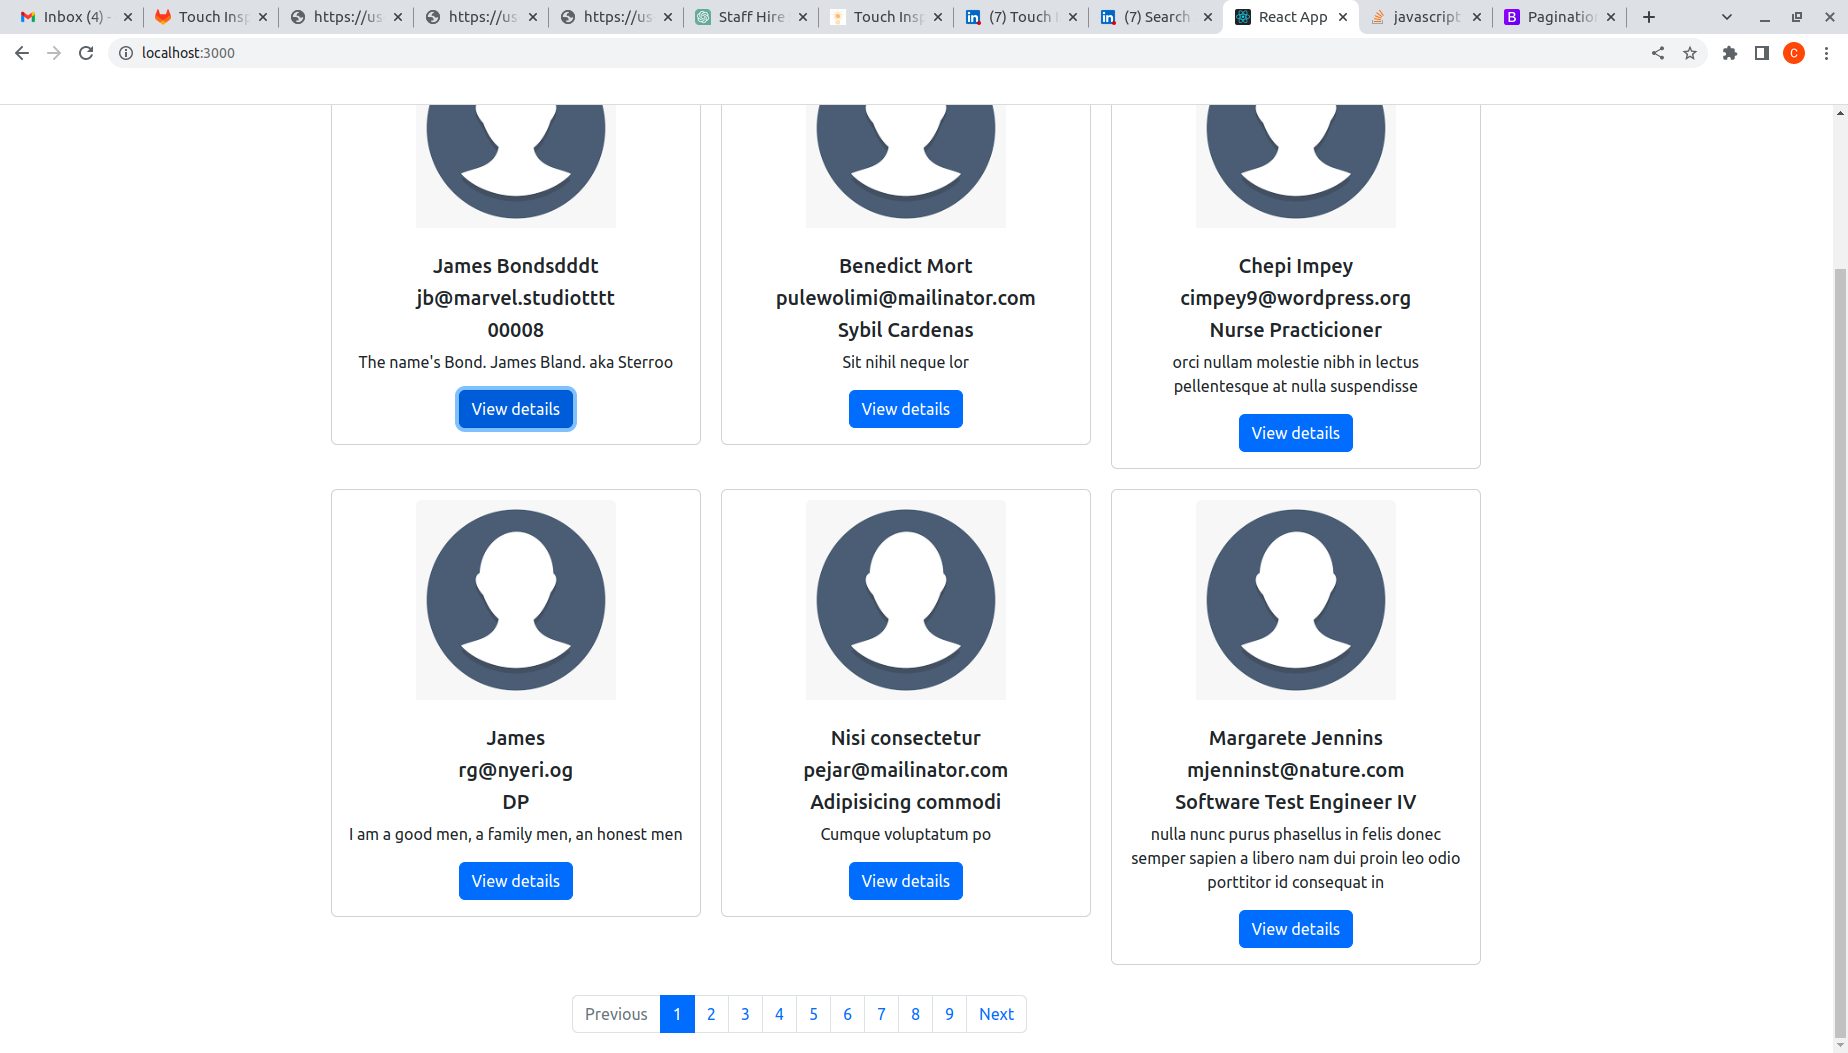 Inbox (4) -
Touch Insp
https://us
https://us
https://us
Staff Hire
Touch Insp
(7) Touch
(7) Search
React App
javascript
Paginatio
localhost:3000
C
James Bondsdddt
jb@marvel.studiotttt
00008
The name's Bond. James Bland. aka Sterroo
View details
Benedict Mort
pulewolimi@mailinator.com
Sybil Cardenas
Sit nihil neque lor
View details
Chepi Impey
cimpey9@wordpress.org
Nurse Practicioner
orci nullam molestie nibh in lectus
pellentesque at nulla suspendisse
View details
James
rg@nyeri.og
DP
I am a good men, a family men, an honest men
View details
Nisi consectetur
pejar@mailinator.com
Adipisicing commodi
Cumque voluptatum po
View details
Margarete Jennins
mjenninst@nature.com
Software Test Engineer IV
nulla nunc purus phasellus in felis donec
semper sapien a libero nam dui proin leo odio
porttitor id consequat in
View details
Previous 1 2 3 4 5 6 7 8 9 Next